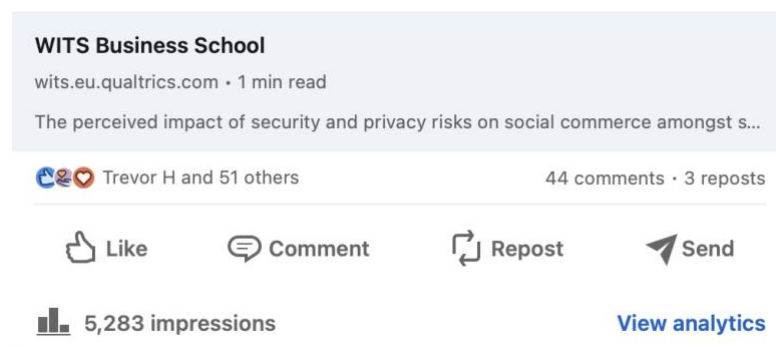 WITS Business School
wits.eu.qualtrics.com • 1 min read
The perceived impact of security and privacy risks on social commerce amongst s...
Trevor H and 51 others 44 comments • 3 reposts
Like Comment Repost Send
5,283 impressions View analytics